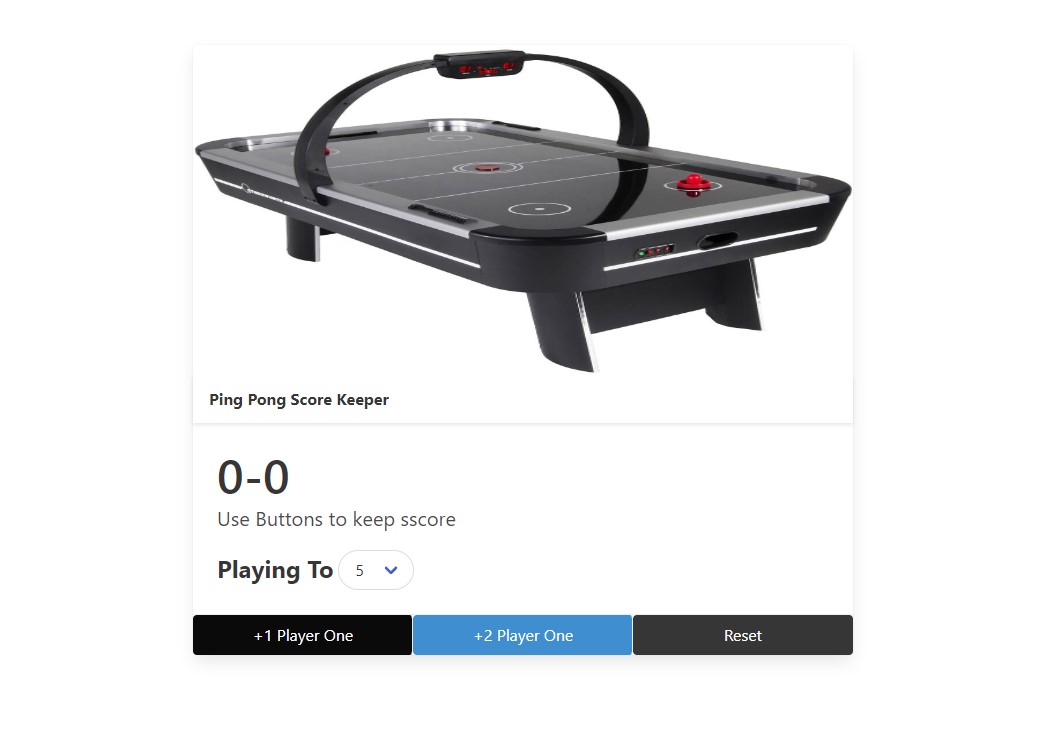 Ping Pong Score Keeper
0-0
Use Buttons to keep sscore
Playing To 5
+1 Player One
+2 Player One
Reset